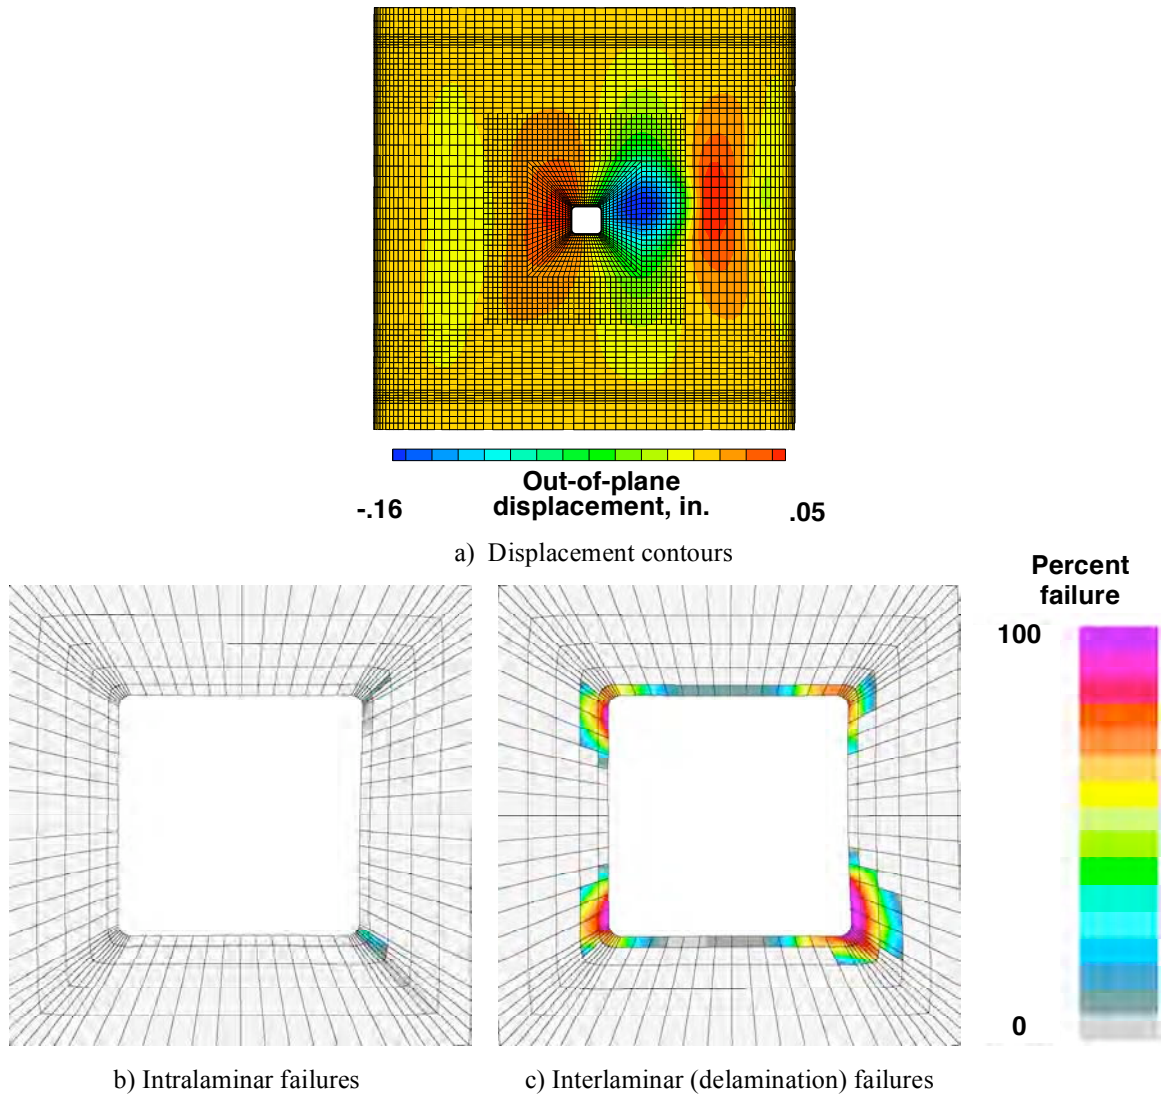 Out-of-plane
displacement, in.
-.16
.05
a) Displacement contours
Percent
failure
100
0
b) Intralaminar failures
c) Interlaminar (delamination) failures